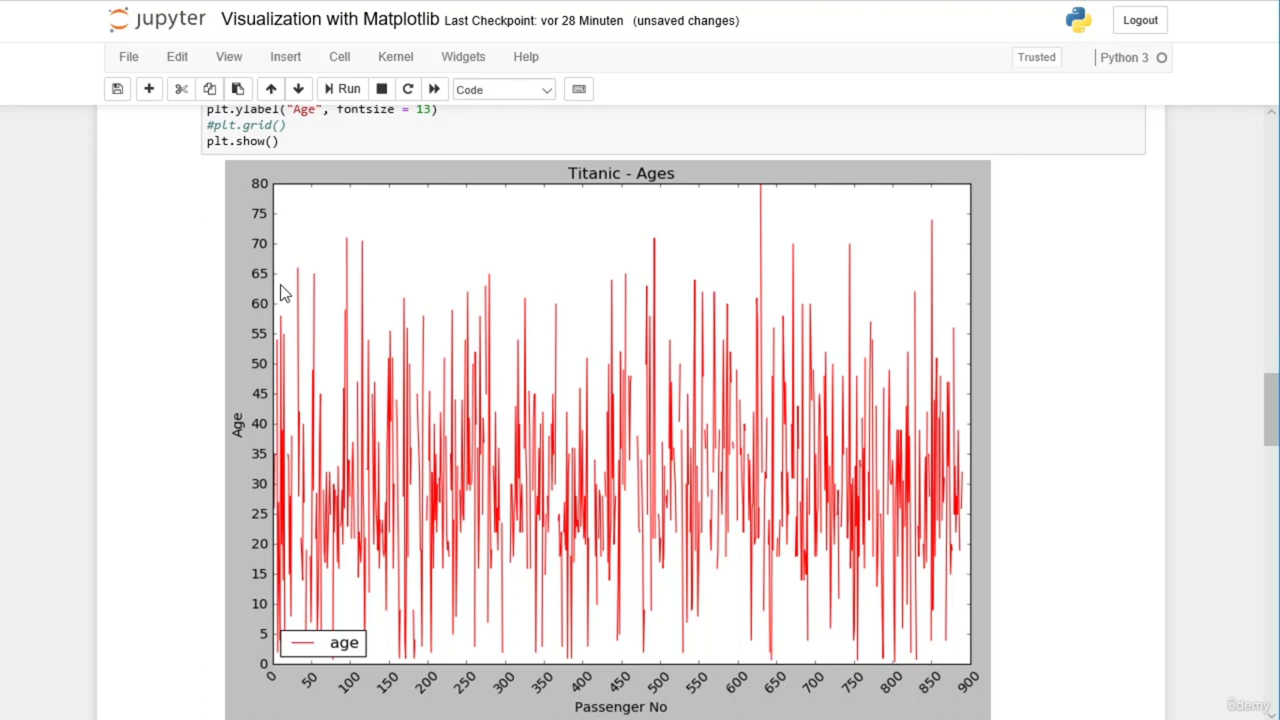 jupyter Visualization with Matplotlib Last Checkpoint: vor 28 Minuten (unsaved changes) Logout
File Edit View Insert Cell Kernel Widgets Help Trusted Python 3
Run Code
plt.ylabel("Age", fontsize = 13)
#plt.grid()
plt.show()
Titanic - Ages
80
75
70
65
60
55
50
45
40
35
30
25
20
15
10
5
0
Age
age
0 50 100 150 200 250 300 350 400 450 500 550 600 650 700 750 800 850 900
Passenger No
ûdemy